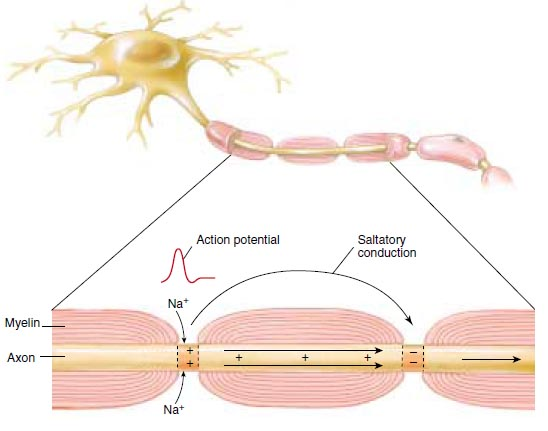 Action potential
Saltatory
conduction
Na⁺
Myelin
Axon
+
+
+ + +
−
−
Na⁺